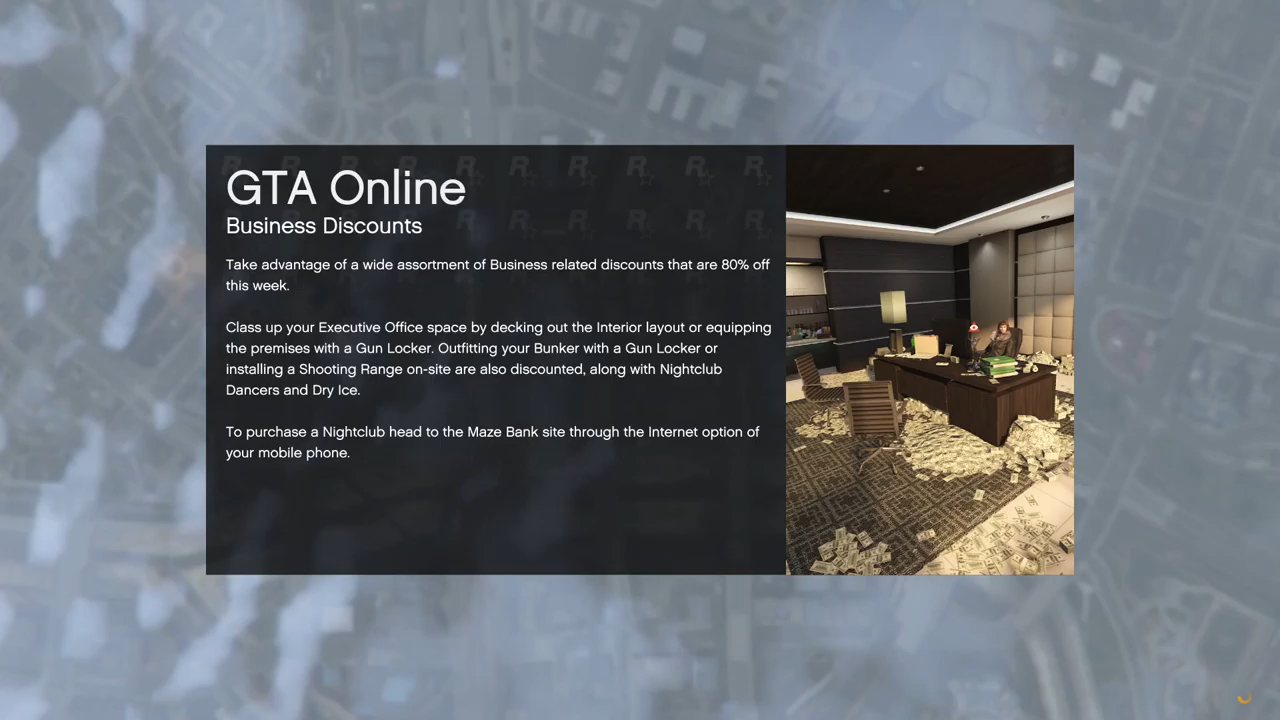 GTA Online
Business Discounts
Take advantage of a wide assortment of Business related discounts that are 80% off
this week.
Class up your Executive Office space by decking out the Interior layout or equipping
the premises with a Gun Locker. Outfitting your Bunker with a Gun Locker or
installing a Shooting Range on-site are also discounted, along with Nightclub
Dancers and Dry Ice.
To purchase a Nightclub head to the Maze Bank site through the Internet option of
your mobile phone.